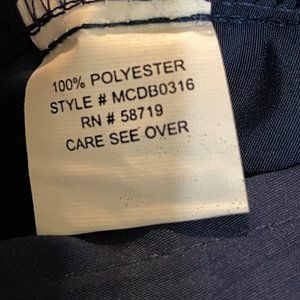 100% POLYESTER
STYLE # MCDB0316
RN # 58719
CARE SEE OVER